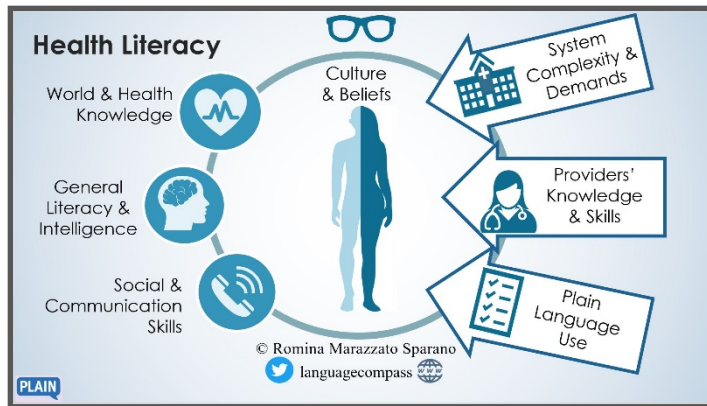 Health Literacy
World & Health
Knowledge
General
Literacy &
Intelligence
Social &
Communication
Skills
Culture
& Beliefs
System
Complexity &
Demands
Providers'
Knowledge
& Skills
Plain
Language
Use
© Romina Marazzato Sparano
languagecompass
www
PLAIN